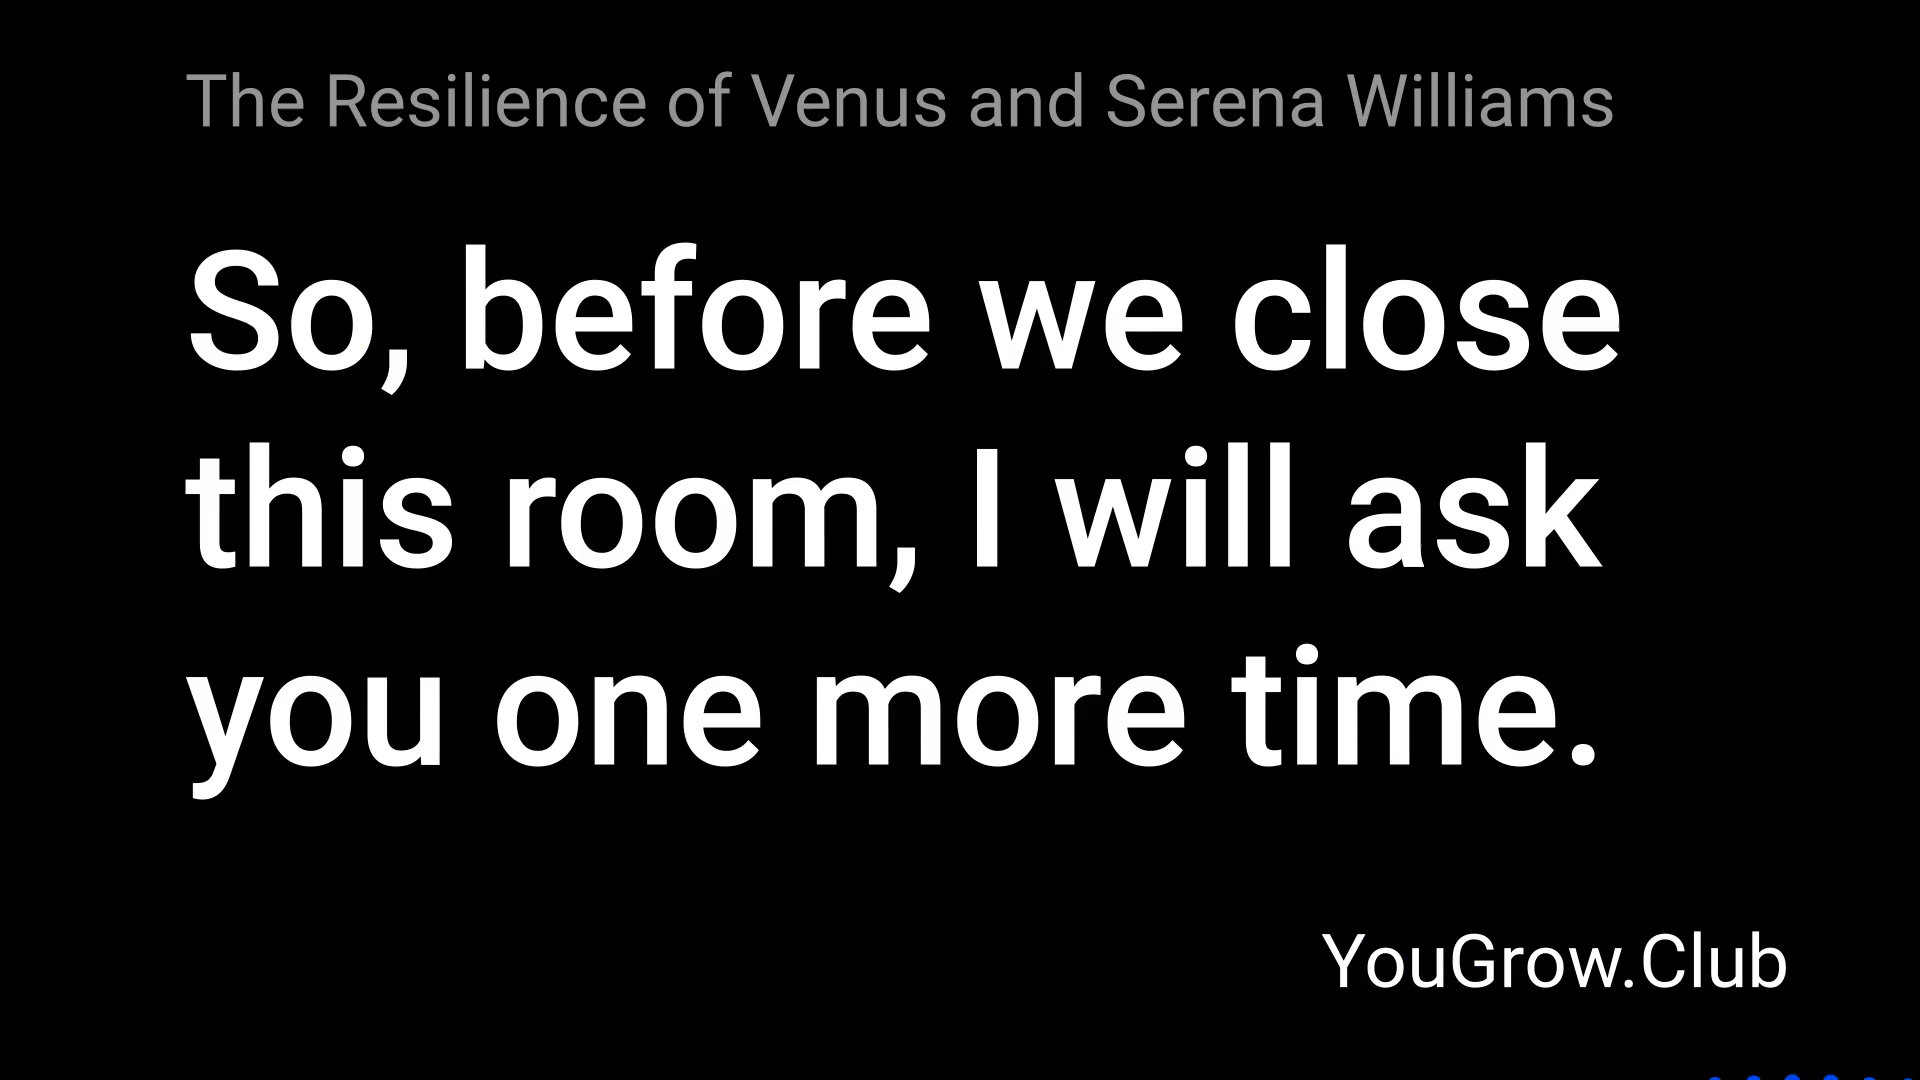 The Resilience of Venus and Serena Williams
So, before we close
this room, I will ask
you one more time.
YouGrow.Club